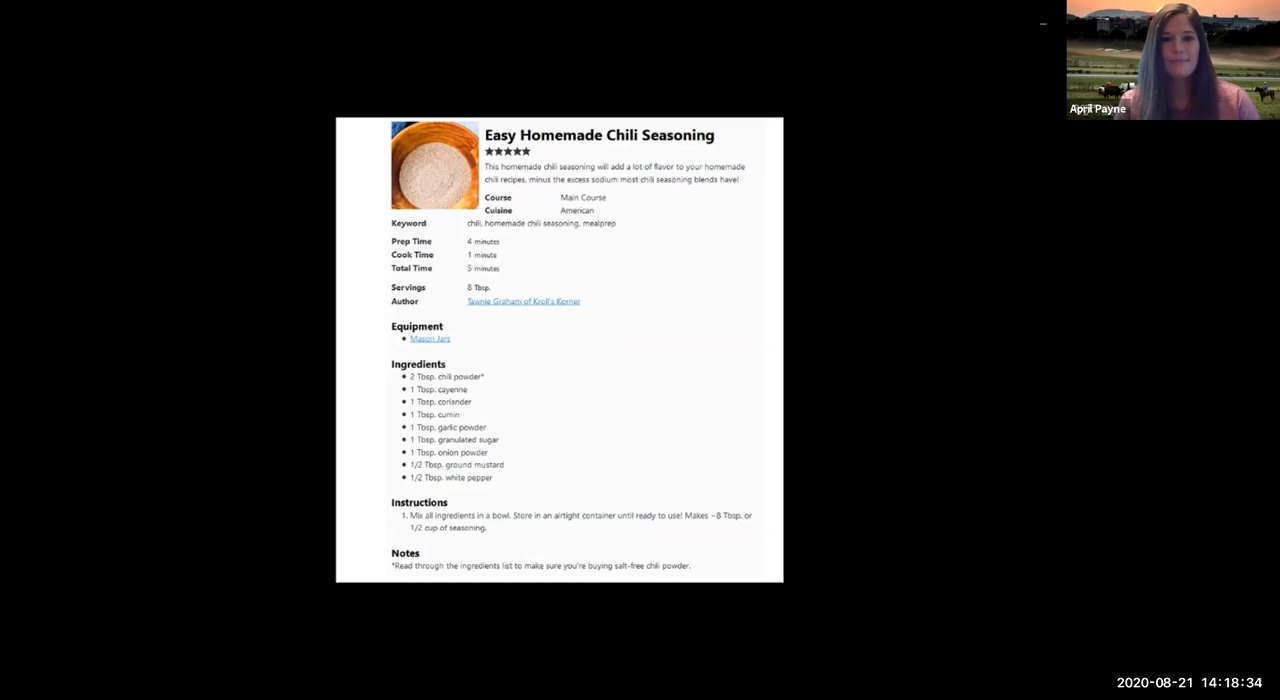 Easy Homemade Chili Seasoning
This homemade chili seasoning will add a lot of flavor to your homemade
chili recipes, minus the excess sodium most chili seasoning blends have!
Course Main Course
Cuisine American
Keyword chili, homemade chili seasoning, mealprep
Prep Time 4 minutes
Cook Time 1 minute
Total Time 5 minutes
Servings 8 Tbsp.
Author Tawnie Graham of Kroll's Korner
Equipment
• Mason Jars
Ingredients
• 2 Tbsp. chili powder*
• 1 Tbsp. cayenne
• 1 Tbsp. coriander
• 1 Tbsp. cumin
• 1 Tbsp. garlic powder
• 1 Tbsp. granulated sugar
• 1 Tbsp. onion powder
• 1/2 Tbsp. ground mustard
• 1/2 Tbsp. white pepper
Instructions
1. Mix all ingredients in a bowl. Store in an airtight container until ready to use! Makes ~8 Tbsp. or
1/2 cup of seasoning.
Notes
*Read through the ingredients list to make sure you're buying salt-free chili powder.
April Payne
2020-08-21 14:18:34